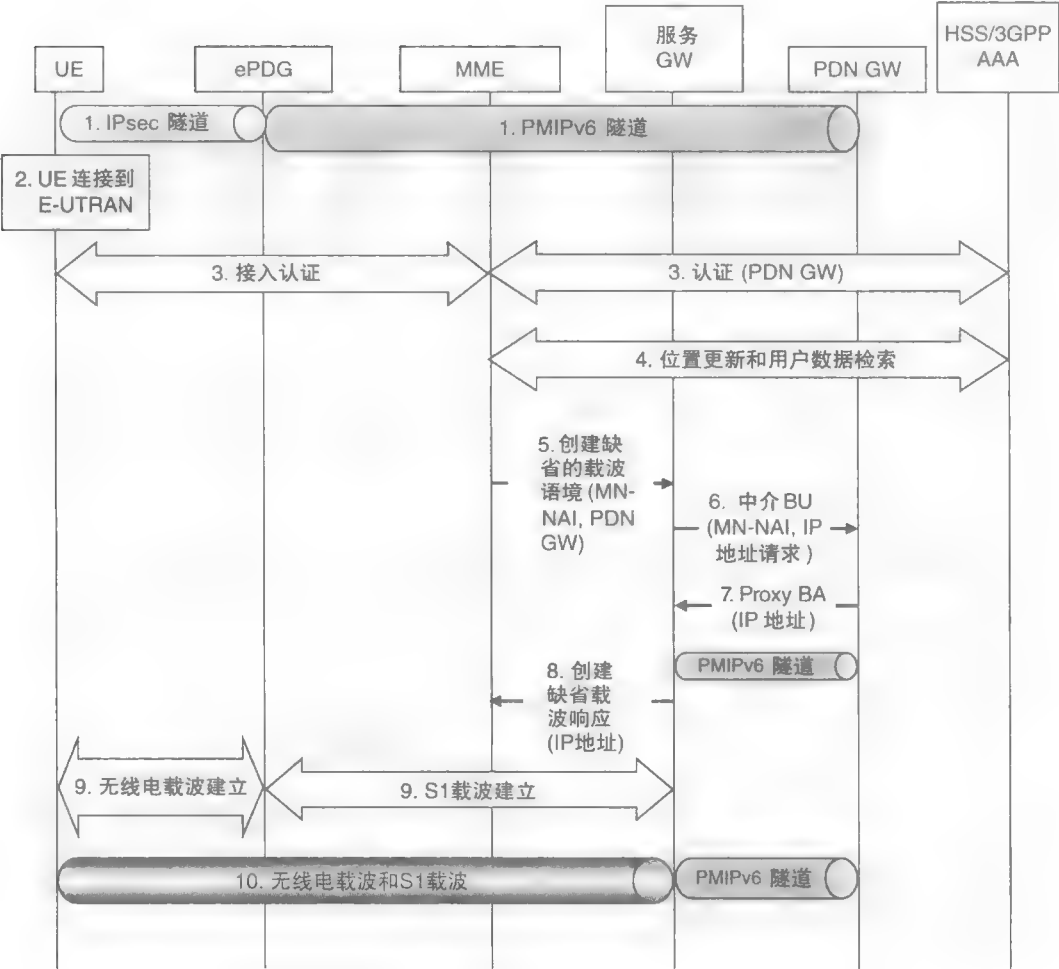 UE
ePDG
MME
服务
GW
PDN GW
HSS/3GPP
AAA
1. IPsec 隧道
1. PMIPv6 隧道
2. UE 连接到
E-UTRAN
3. 接入认证
3. 认证 (PDN GW)
4. 位置更新和用户数据检索
5. 创建缺
省的载波
语境 (MN-
NAI, PDN
GW)
6. 中介 BU
(MN-NAI, IP
地址请求)
7. Proxy BA
(IP 地址)
PMIPv6 隧道
8. 创建
缺省载
波响应
(IP地址)
9. 无线电载波建立
9. S1载波建立
10. 无线电载波和S1载波
PMIPv6 隧道